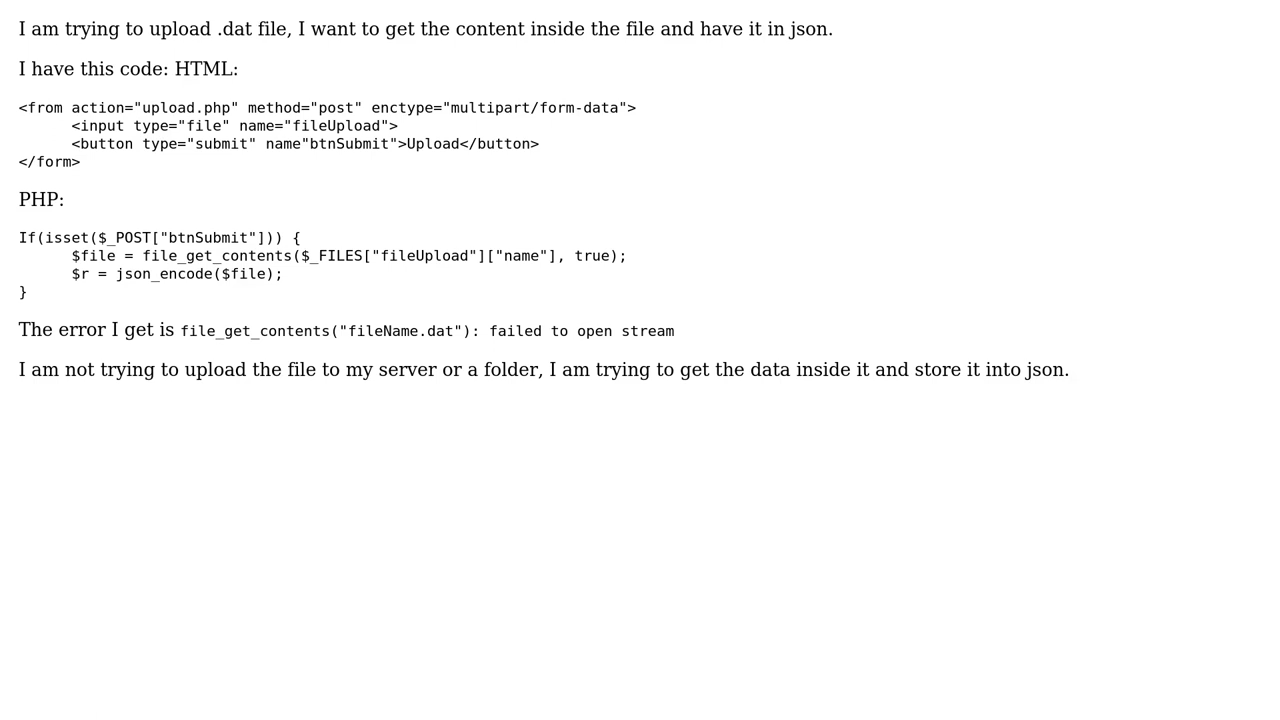 I am trying to upload .dat file, I want to get the content inside the file and have it in json.
I have this code: HTML:
<from action="upload.php" method="post" enctype="multipart/form-data">
      <input type="file" name="fileUpload">
      <button type="submit" name"btnSubmit">Upload</button>
</form>
PHP:
If(isset($_POST["btnSubmit"])) {
      $file = file_get_contents($_FILES["fileUpload"]["name"], true);
      $r = json_encode($file);
}
The error I get is file_get_contents("fileName.dat"): failed to open stream
I am not trying to upload the file to my server or a folder, I am trying to get the data inside it and store it into json.